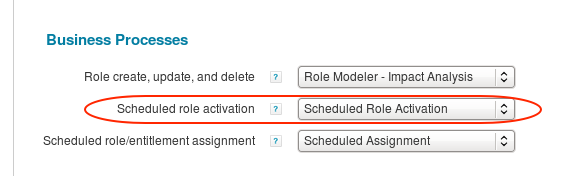 Business Processes
Role create, update, and delete ? Role Modeler - Impact Analysis
Scheduled role activation ? Scheduled Role Activation
Scheduled role/entitlement assignment ? Scheduled Assignment